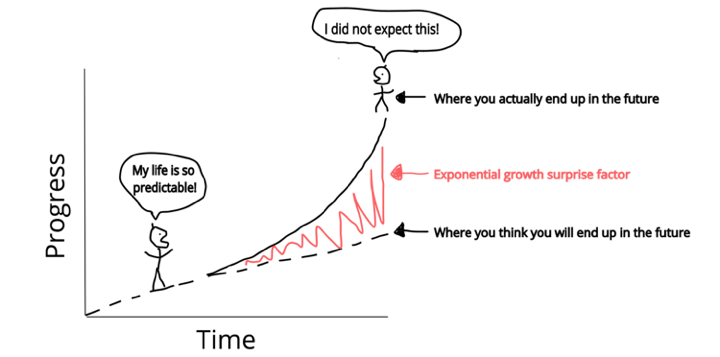 I did not expect this!
Where you actually end up in the future
My life is so
predictable!
Exponential growth surprise factor
Where you think you will end up in the future
Progress
Time